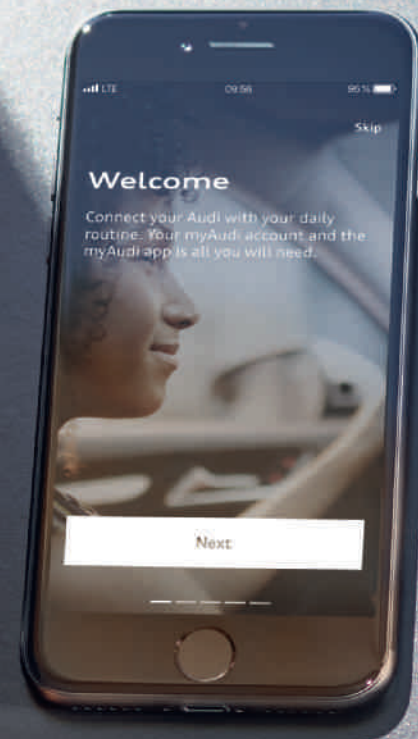 LTE 09:56 95%
Skip
Welcome
Connect your Audi with your daily
routine. Your myAudi account and the
myAudi app is all you will need.
Next